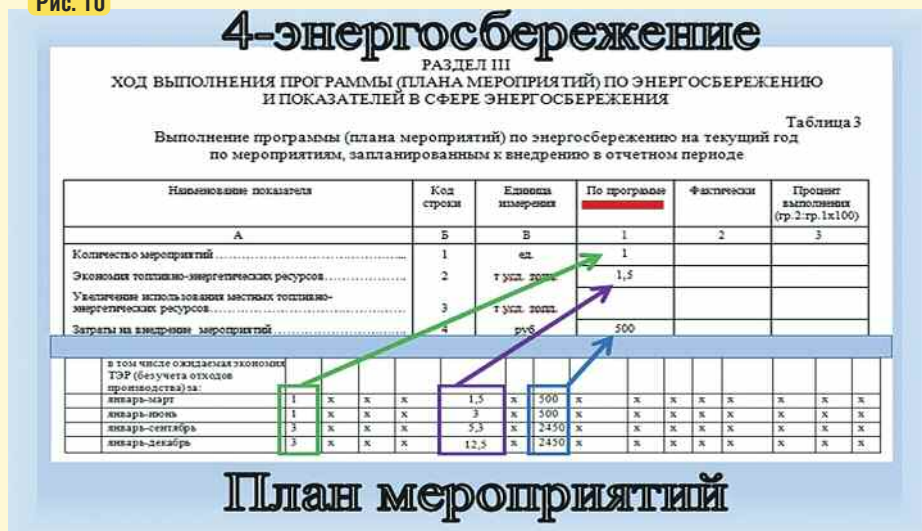 Рис. 10
4-энергосбережение
РАЗДЕЛ III
ХОД ВЫПОЛНЕНИЯ ПРОГРАММЫ (ПЛАНА МЕРОПРИЯТИЙ) ПО ЭНЕРГОСБЕРЕЖЕНИЮ
И ПОКАЗАТЕЛЕЙ В СФЕРЕ ЭНЕРГОСБЕРЕЖЕНИЯ
Таблица 3
Выполнение программы (плана мероприятий) по энергосбережению на текущий год
по мероприятиям, запланированным к внедрению в отчетном периоде
Наименование показателя Код строки Единица измерения По программе Фактически Процент выполнения (гр.2:гр.1х100)
А Б В 1 2 3
Количество мероприятий 1 ед. 1
Экономия топливно-энергетических ресурсов 2 т усл. топл. 1,5
Увеличение использования местных топливно-
энергетических ресурсов 3 т усл. топл.
Затраты на внедрение мероприятий 4 руб. 500
в том числе ожидаемая экономия
ТЭР (без учета отходов
производства) за:
январь-март 1 х х х 1,5 х 500 х х х х х х х х
январь-июнь 1 х х х 3 х 500 х х х х х х х х
январь-сентябрь 3 х х х 5,3 х 2450 х х х х х х х х
январь-декабрь 3 х х х 12,5 х 2450 х х х х х х х х
План мероприятий